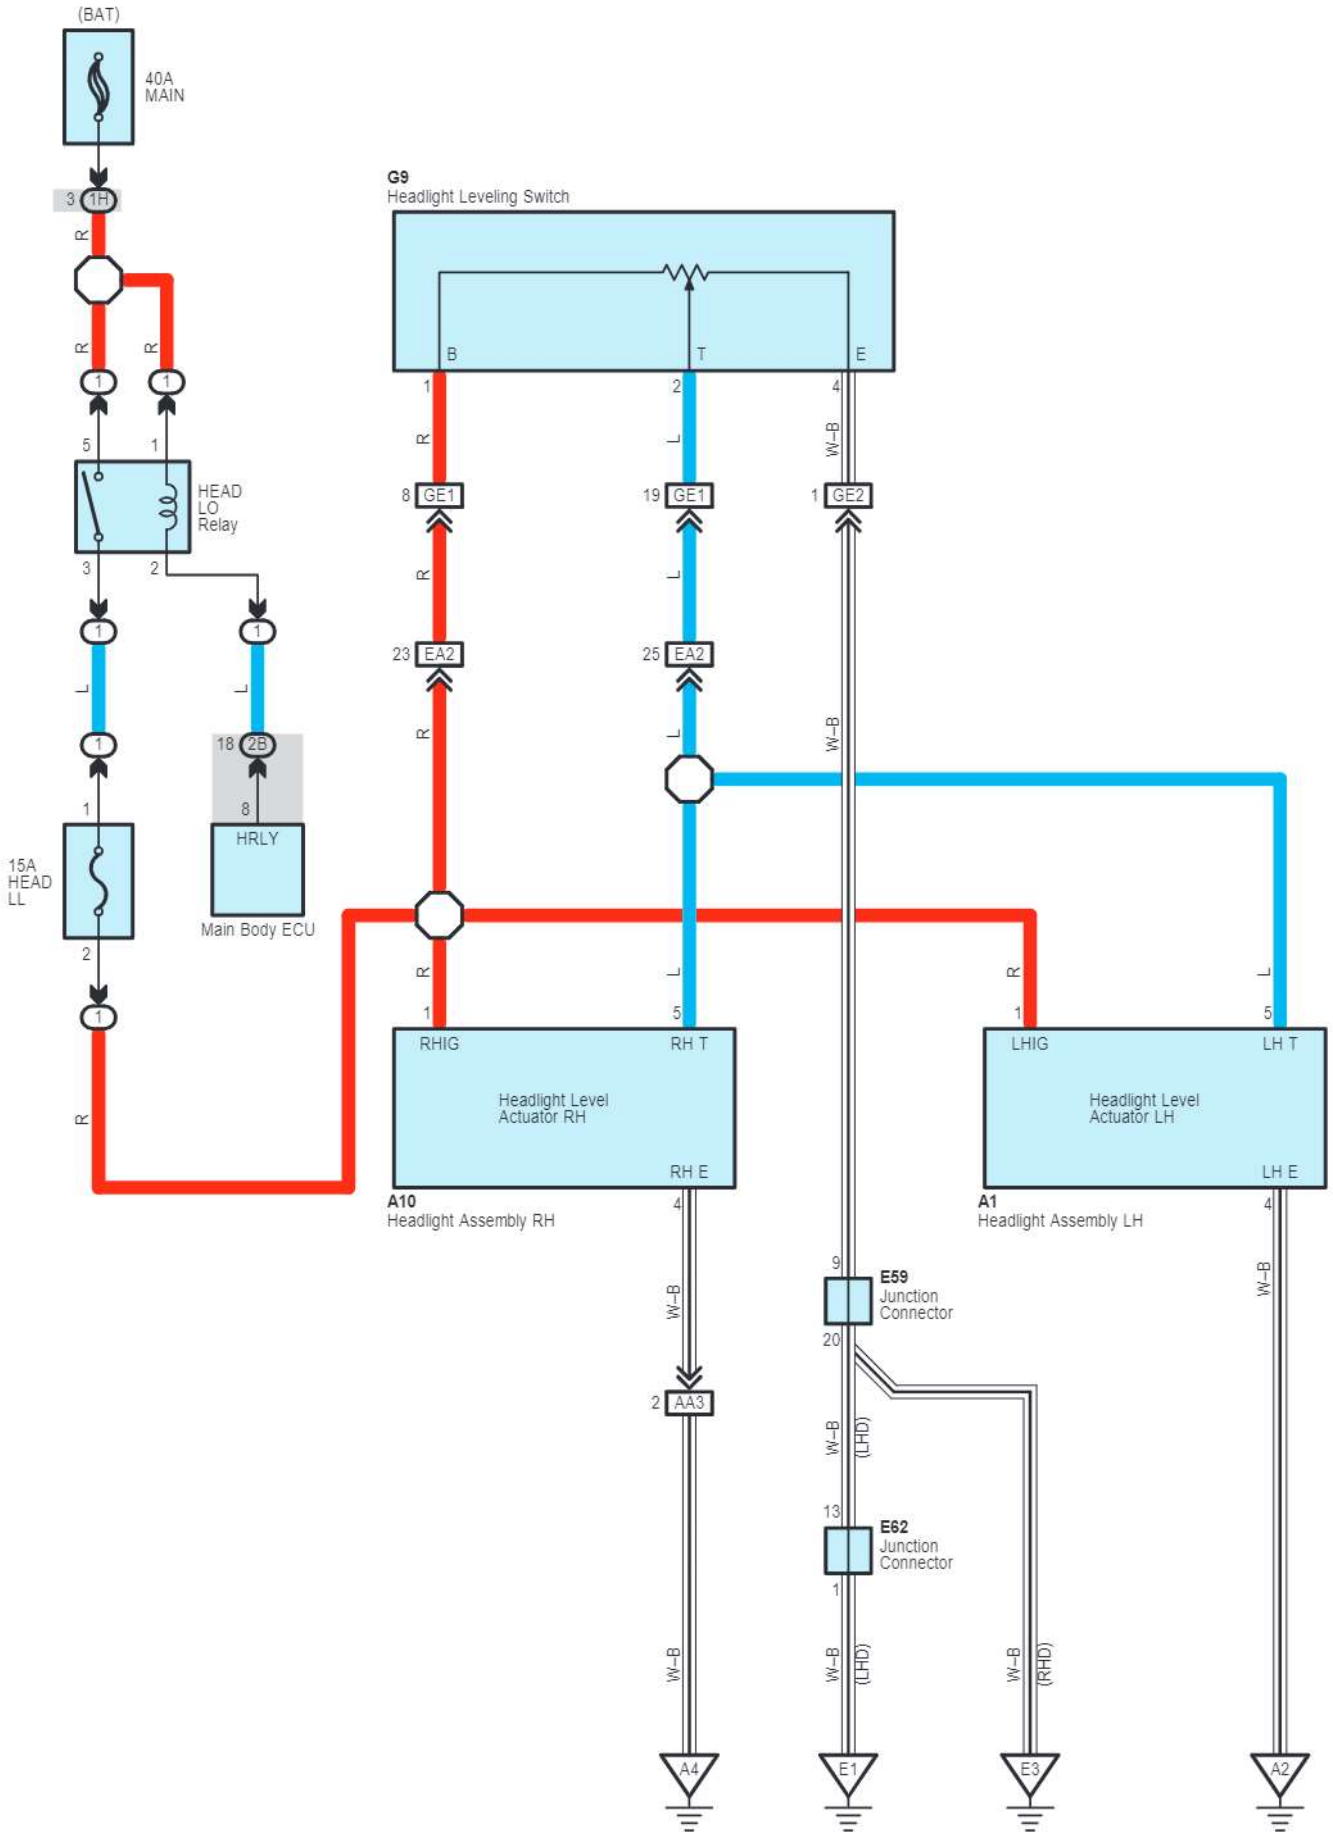 (BAT)
40A
MAIN
3 1H
R
R
R
1
1
5
1
HEAD
LO
Relay
3
2
1
1
L
L
1
18 2B
1
8
HRLY
15A
HEAD
LL
Main Body ECU
2
1
R
G9
Headlight Leveling Switch
B
T
E
1
2
4
R
L
W–B
8 GE1
19 GE1
1 GE2
R
L
23 EA2
25 EA2
R
L
W–B
R
L
R
L
1
5
1
5
RHIG
RH T
LHIG
LH T
Headlight Level
Actuator RH
Headlight Level
Actuator LH
RH E
LH E
A10
Headlight Assembly RH
4
A1
Headlight Assembly LH
4
W–B
W–B
9
E59
Junction
Connector
20
2 AA3
W–B
(LHD)
13
E62
Junction
Connector
1
W–B
W–B
(LHD)
W–B
(RHD)
A4
E1
E3
A2